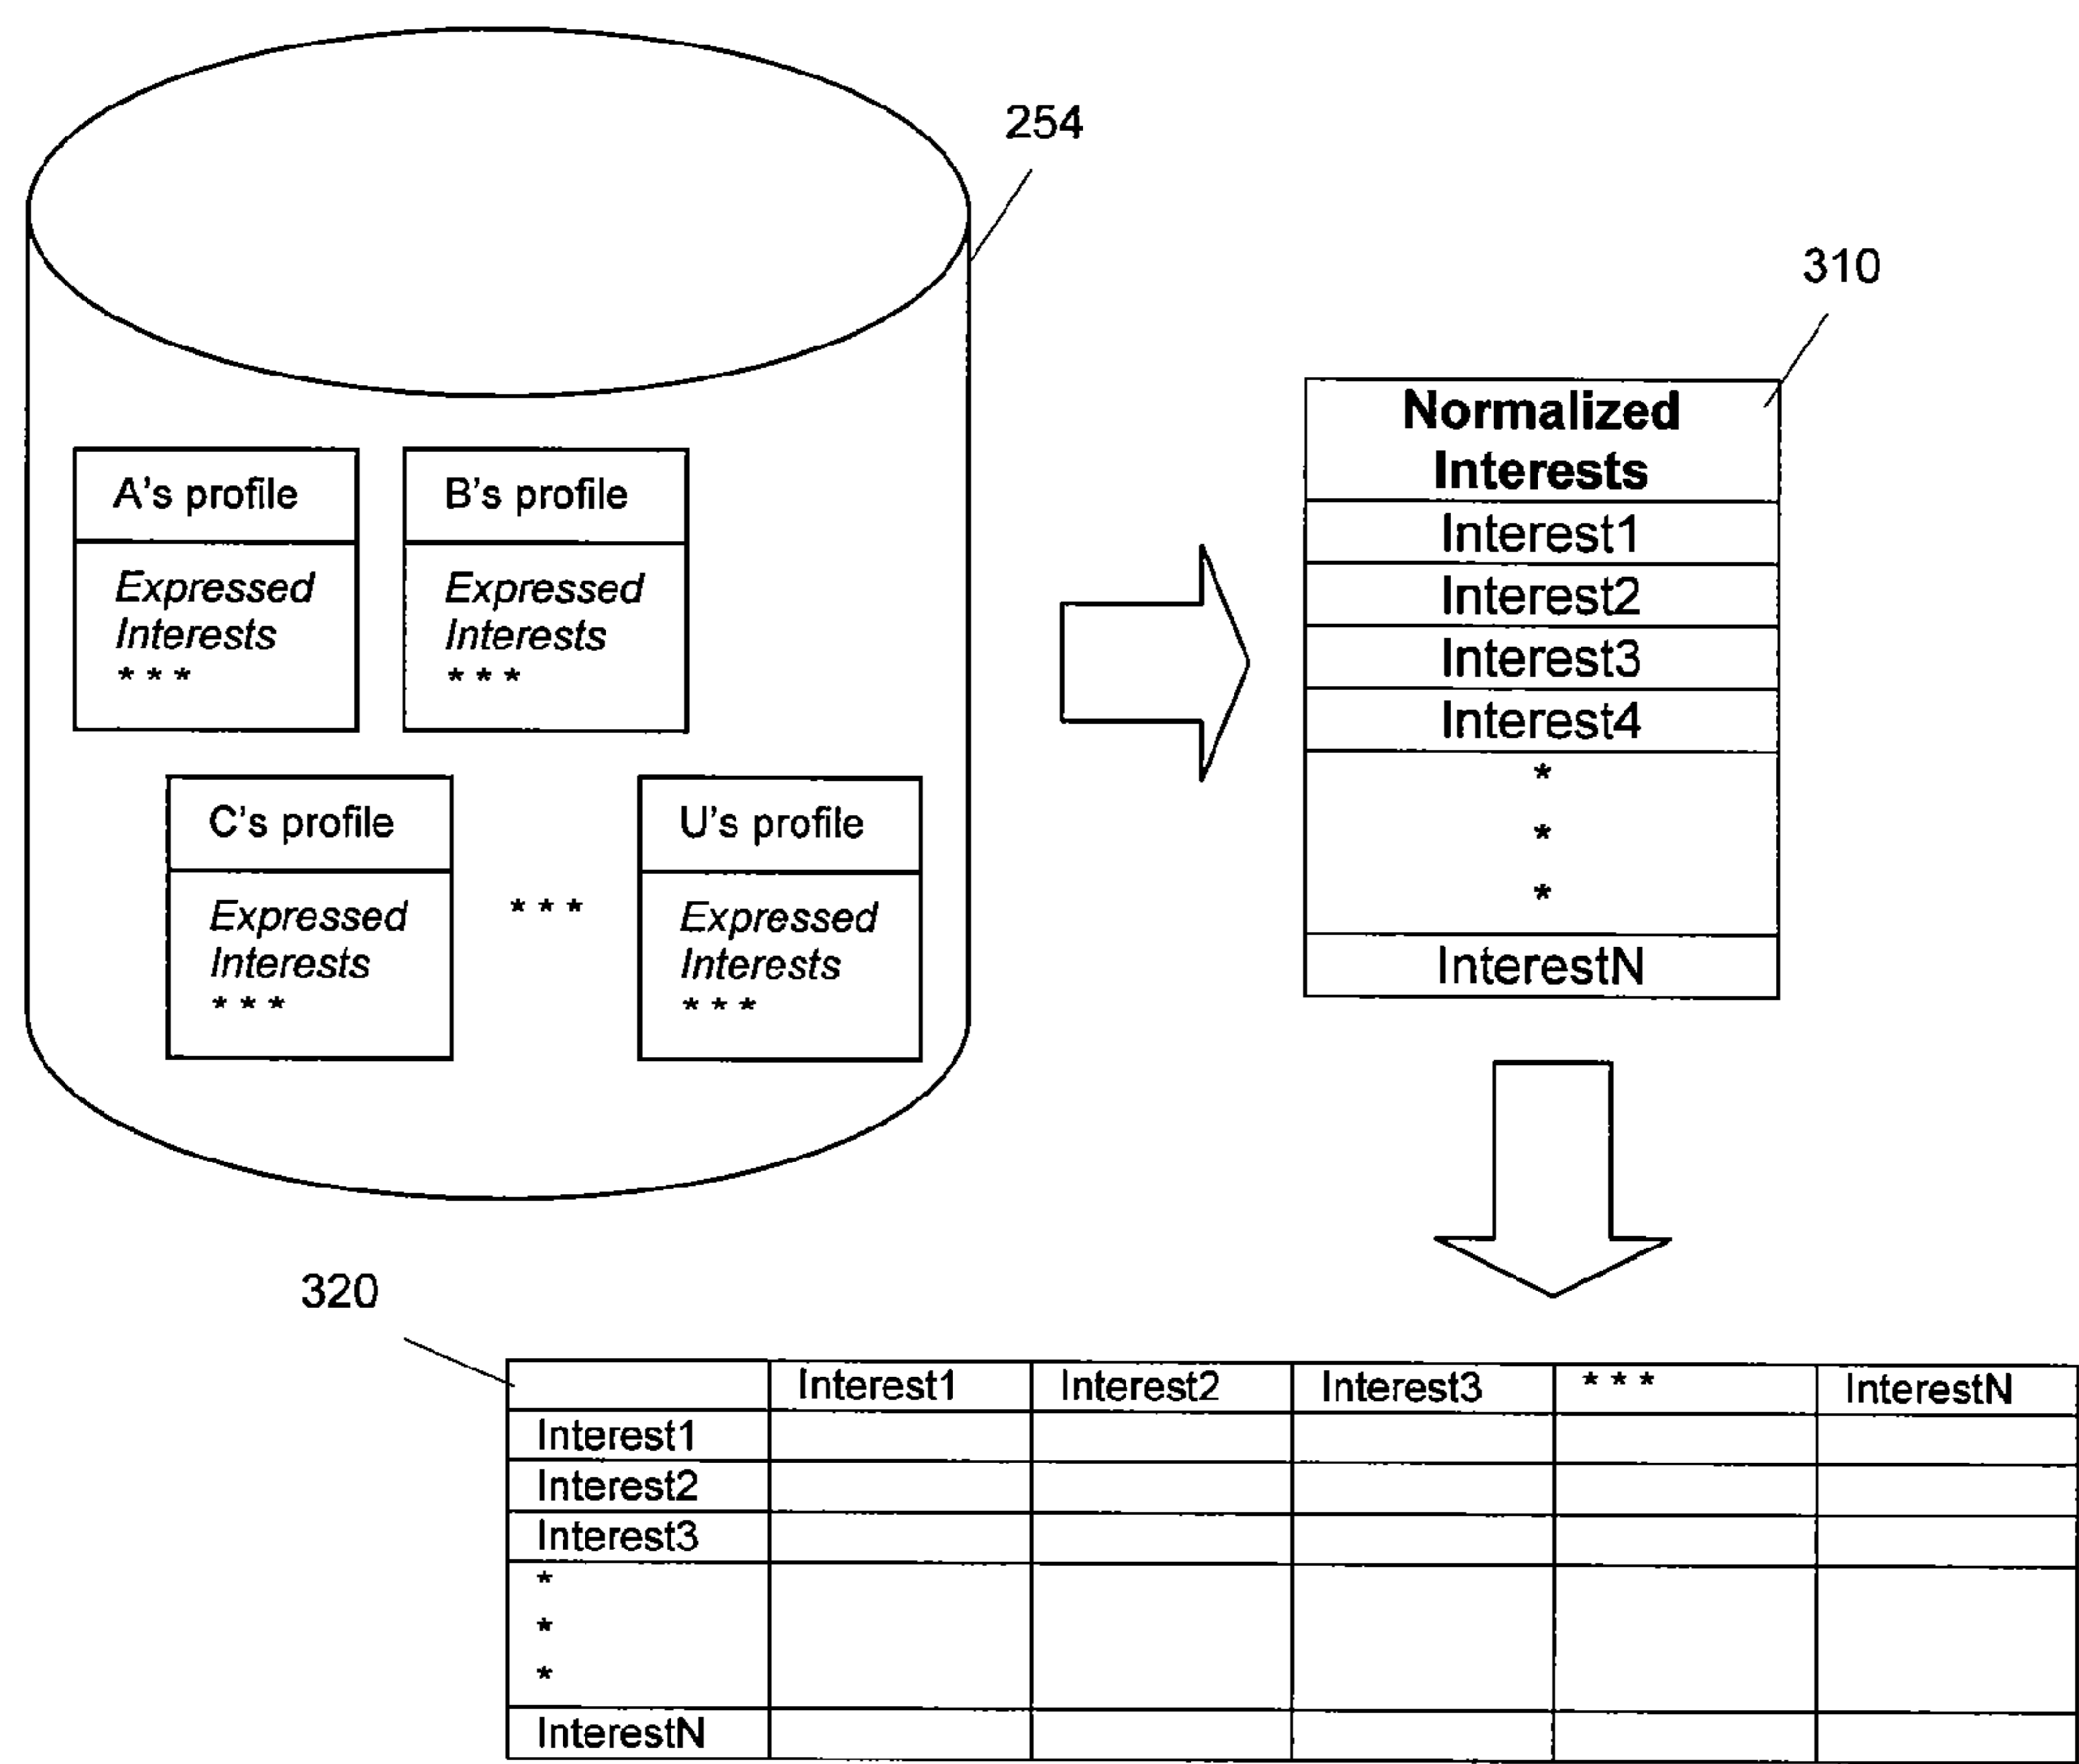 254
310
Normalized
Interests
Interest1
Interest2
Interest3
Interest4
*
*
*
InterestN
A's profile
Expressed
Interests
* * *
B's profile
Expressed
Interests
* * *
C's profile
Expressed
Interests
* * *
* * *
U's profile
Expressed
Interests
* * *
320
Interest1 Interest2 Interest3 * * * InterestN
Interest1
Interest2
Interest3
*
*
*
InterestN